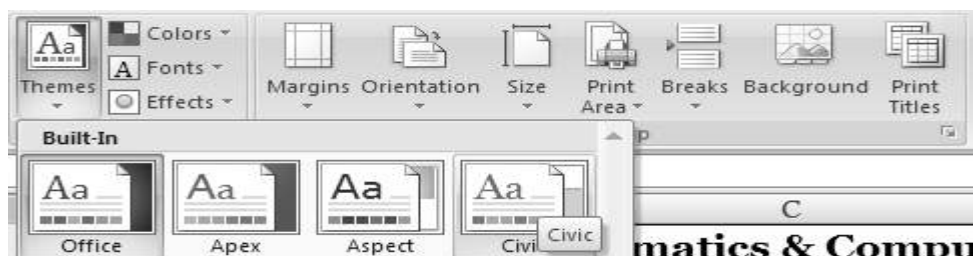 Aa
Themes
Colors
A Fonts
Effects
Margins
Orientation
Size
Print
Area
Breaks
Background
Print
Titles
Built-In
p
Aa Aa Aa Aa
Office
Apex
Aspect
Civi
Civic
C
matics & Compu